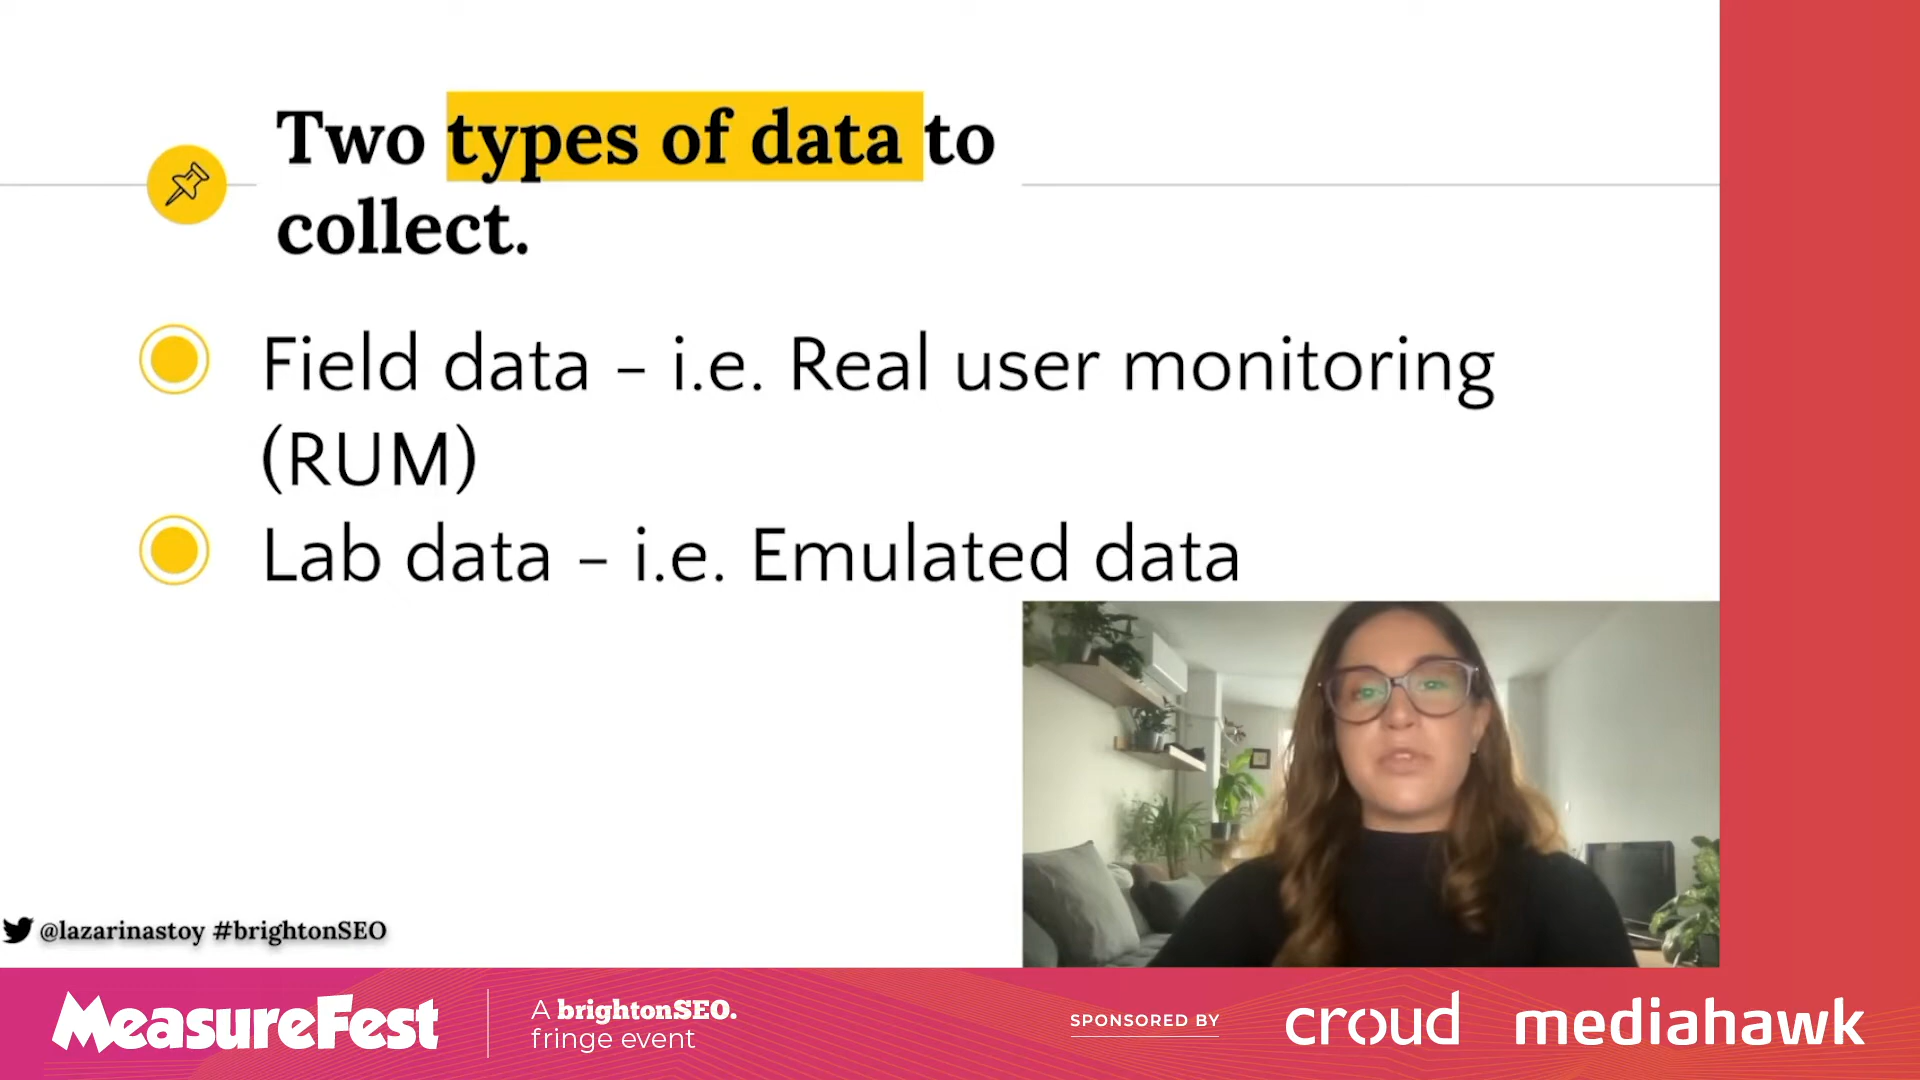 Two types of data to
collect.
Field data – i.e. Real user monitoring
(RUM)
Lab data – i.e. Emulated data
@lazarinastoy #brightonSEO
MeasureFest
A brightonSEO.
fringe event
SPONSORED BY
croud
mediahawk